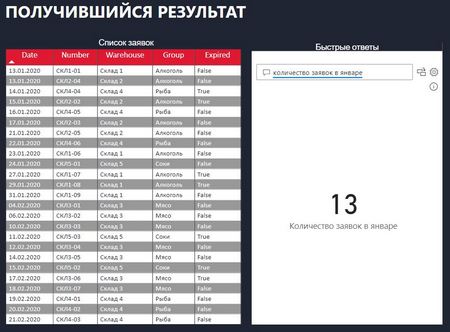 ПОЛУЧИВШИЙСЯ РЕЗУЛЬТАТ
Список заявок
Date Number Warehouse Group Expired
13.01.2020 СКЛ1-01 Склад 1 Алкоголь False
13.01.2020 СКЛ2-04 Склад 2 Алкоголь False
14.01.2020 СКЛ4-04 Склад 4 Рыба True
15.01.2020 СКЛ2-02 Склад 2 Алкоголь True
16.01.2020 СКЛ4-05 Склад 4 Рыба False
17.01.2020 СКЛ1-05 Склад 1 Алкоголь False
21.01.2020 СКЛ2-03 Склад 2 Алкоголь False
22.01.2020 СКЛ4-06 Склад 4 Рыба False
23.01.2020 СКЛ1-06 Склад 1 Алкоголь False
24.01.2020 СКЛ5-01 Склад 5 Соки False
27.01.2020 СКЛ1-07 Склад 1 Алкоголь True
29.01.2020 СКЛ1-08 Склад 1 Алкоголь True
31.01.2020 СКЛ1-09 Склад 1 Алкоголь False
04.02.2020 СКЛ3-01 Склад 3 Мясо False
06.02.2020 СКЛ3-02 Склад 3 Мясо False
10.02.2020 СКЛ3-03 Склад 3 Мясо False
11.02.2020 СКЛ5-03 Склад 5 Соки True
12.02.2020 СКЛ3-04 Склад 3 Мясо False
14.02.2020 СКЛ3-05 Склад 3 Мясо False
15.02.2020 СКЛ5-02 Склад 5 Соки True
17.02.2020 СКЛ3-06 Склад 3 Мясо True
18.02.2020 СКЛ3-07 Склад 3 Мясо False
19.02.2020 СКЛ4-01 Склад 4 Рыба False
20.02.2020 СКЛ4-02 Склад 4 Рыба False
21.02.2020 СКЛ4-03 Склад 4 Рыба False
Быстрые ответы
количество заявок в январе
13
Количество заявок в январе